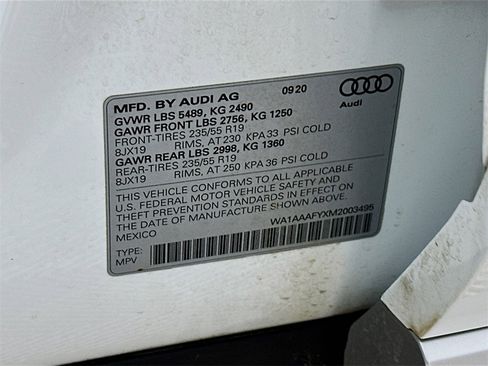 MFD. BY AUDI AG 09 20
GVWR LBS 5489, KG 2490
GAWR FRONT LBS 2756, KG 1250
FRONT-TIRES 235/55 R19
8JX19 RIMS, AT 230 KPA 33 PSI COLD
GAWR REAR LBS 2998, KG 1360
REAR-TIRES 235/55 R19
8JX19 RIMS, AT 250 KPA 36 PSI COLD
Audi
THIS VEHICLE CONFORMS TO ALL APPLICABLE
U.S. FEDERAL MOTOR VEHICLE SAFETY AND
THEFT PREVENTION STANDARDS IN EFFECT ON
THE DATE OF MANUFACTURE SHOWN ABOVE.
MEXICO WA1AAAFYXM2003495
TYPE:
MPV